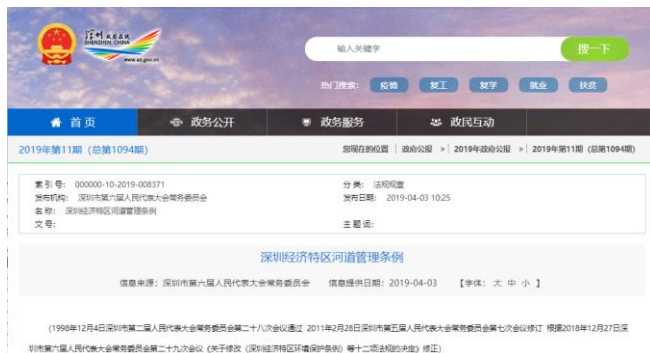 深圳政府在线
SHENZHEN CHINA
www.sz.gov.cn
输入关键字
搜一下
热门搜索： 疫情 复工 复学 就业 扶贫
首页 政务公开 政务服务 政民互动
2019年第11期（总第1094期） 您现在的位置 政府公报 » 2019年政府公报 » 2019年第11期（总第1094期）
索引号： 000000-10-2019-008371 分类： 法规规章
发布机构： 深圳市第六届人民代表大会常务委员会 发布日期： 2019-04-03 10:25
名称： 深圳经济特区河道管理条例
文号： 主题词：
深圳经济特区河道管理条例
信息来源：深圳市第六届人民代表大会常务委员会 信息提供日期：2019-04-03 【字体：大 中 小 】
（1998年12月4日深圳市第二届人民代表大会常务委员会第二十八次会议通过 2011年2月28日深圳市第五届人民代表大会常务委员会第七次会议修订 根据2018年12月27日深
圳市第六届人民代表大会常务委员会第二十九次会议《关于修改〈深圳经济特区环境保护条例〉等十二项法规的决定》修正）